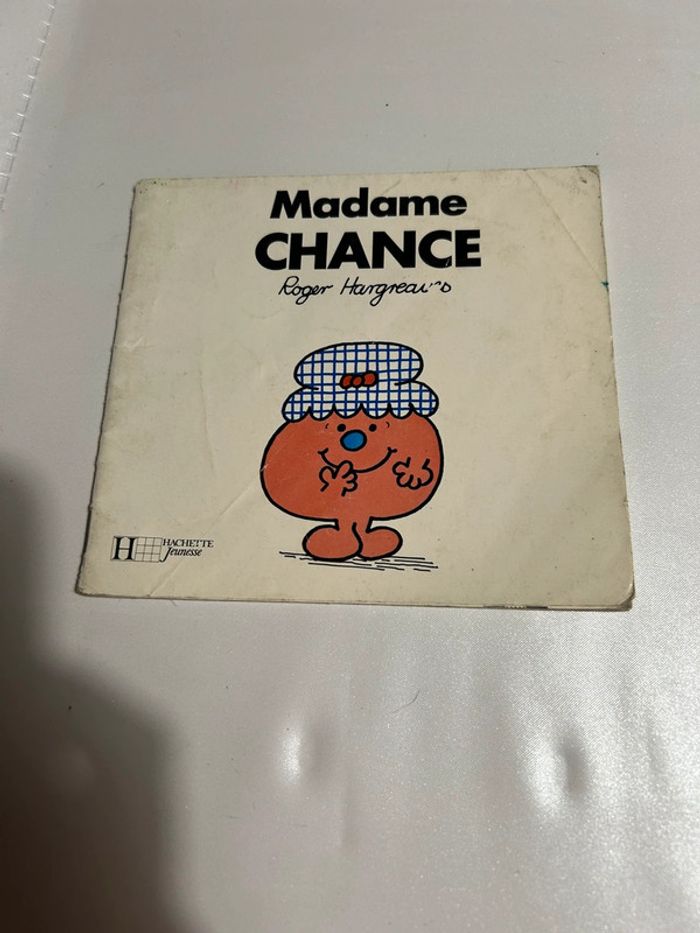 Madame
CHANCE
Roger Hargreaves
H HACHETTE
Jeunesse